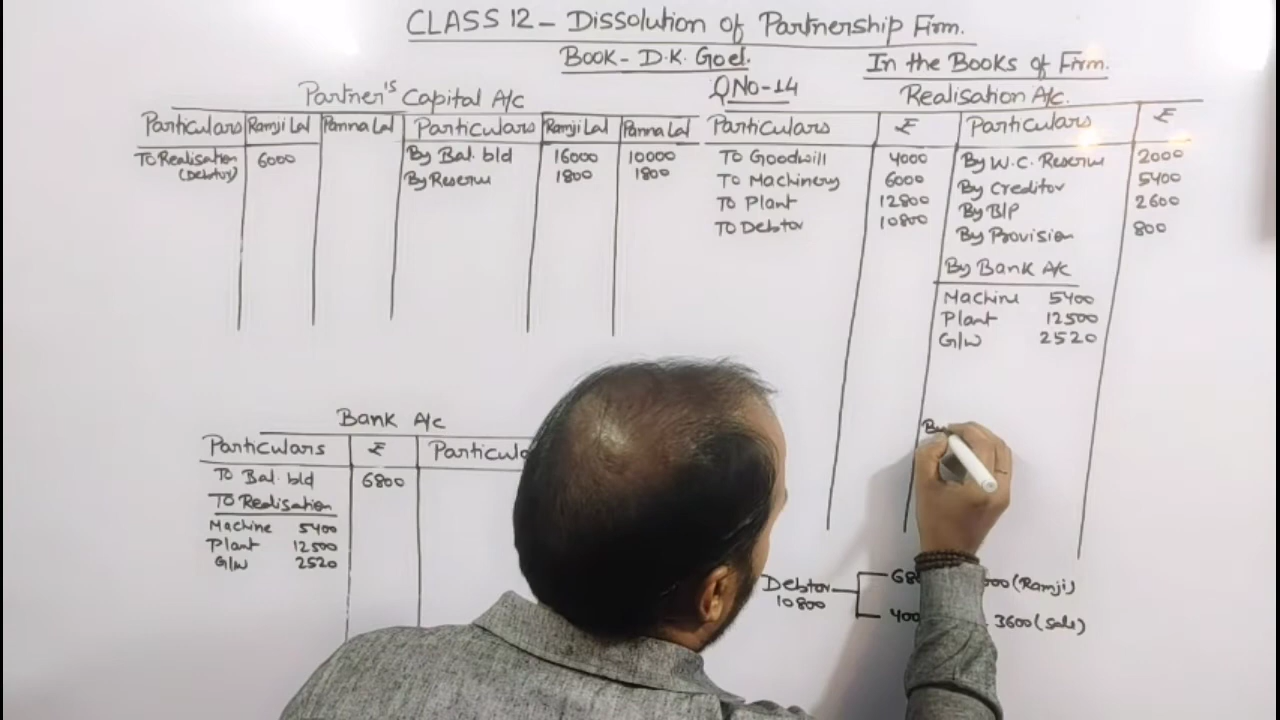 CLASS 12 - Dissolution of Partnership Firm.
Book - D.K. Goel.
In the Books of Firm.
Partner's Capital A/c
Particulars Ramji Lal Panna Lal Particulars Ramji Lal Panna Lal
To Realisation 6000 By Bal. b/d 16000 10000
(Debtor) By Reserve 1800 1800
Q No-14
Realisation A/c.
Particulars ₹ Particulars ₹
To Goodwill 4000 By W.C. Reserve 2000
To Machinery 6000 By Creditor 5400
To Plant 12800 By B/P 2600
To Debtor 10800 By Provision 800
By Bank A/c
Machine 5400
Plant 12500
G/W 2520
Bank A/c
Particulars ₹
To Bal. b/d 6800
To Realisation
Machine 5400
Plant 12500
G/W 2520
Debtor (Ramji)
10800 3600 (Sale)